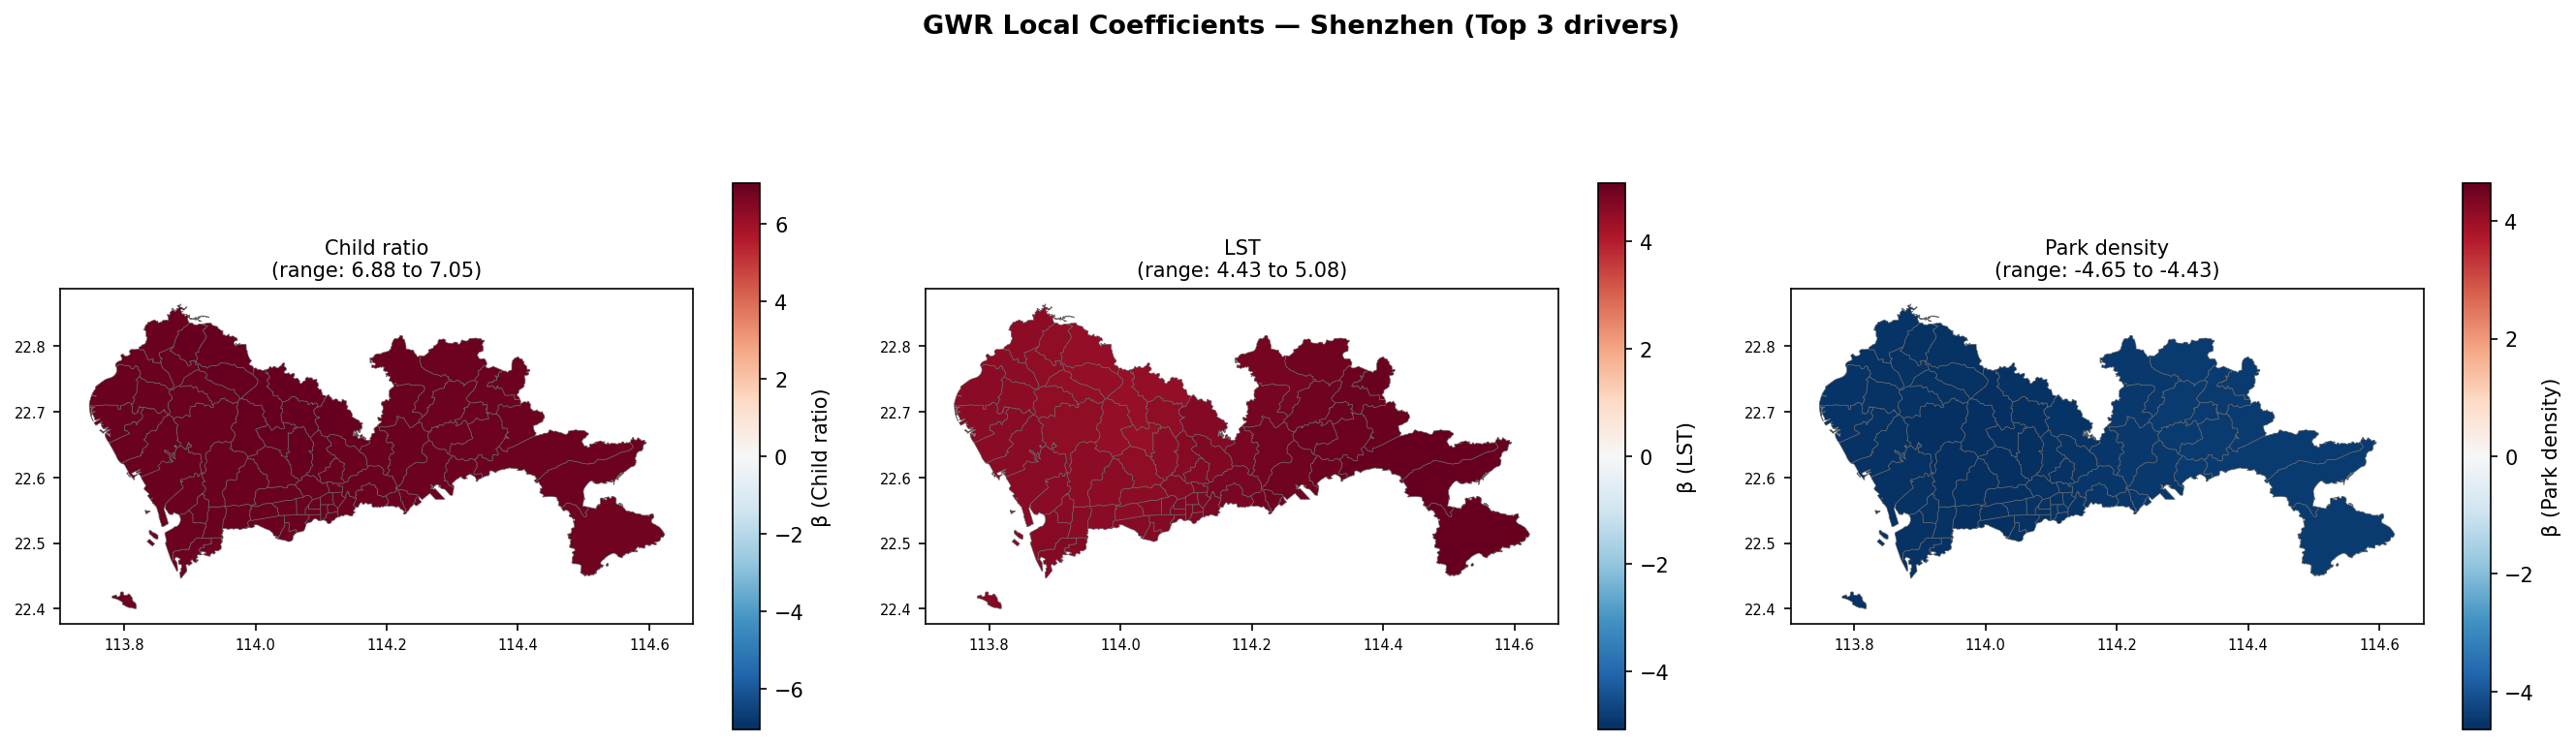 GWR Local Coefficients — Shenzhen (Top 3 drivers)
Child ratio
(range: 6.88 to 7.05)
22.8
22.7
22.6
22.5
22.4
113.8 114.0 114.2 114.4 114.6
6
4
2
0
−2
−4
−6
β (Child ratio)
LST
(range: 4.43 to 5.08)
22.8
22.7
22.6
22.5
22.4
113.8 114.0 114.2 114.4 114.6
4
2
0
−2
−4
β (LST)
Park density
(range: -4.65 to -4.43)
22.8
22.7
22.6
22.5
22.4
113.8 114.0 114.2 114.4 114.6
4
2
0
−2
−4
β (Park density)